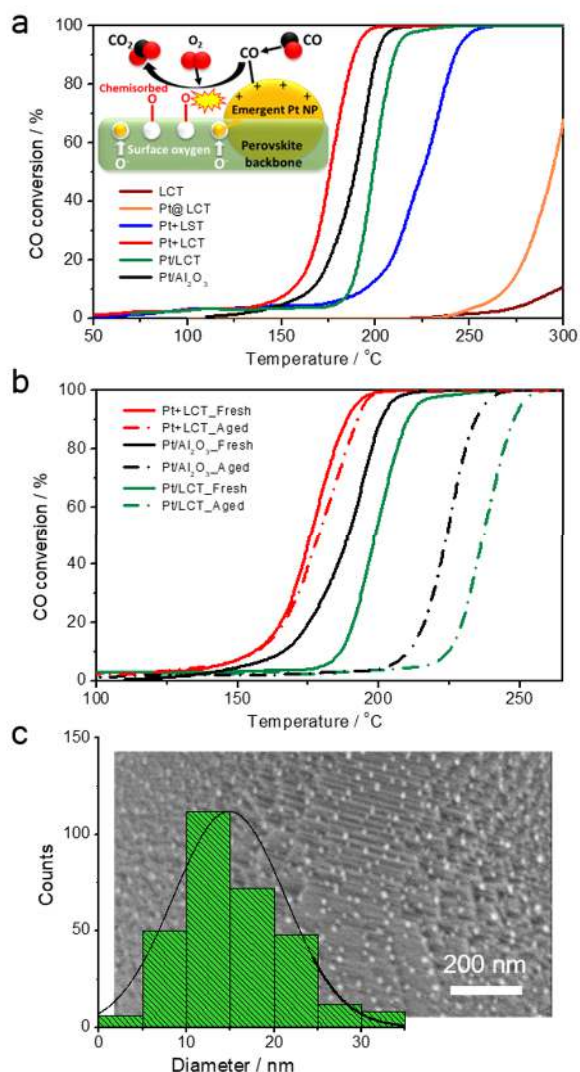 a
CO₂
O₂
CO
CO
Chemisorbed
O
O
+ + + + +
Emergent Pt NP
Surface oxygen
Perovskite
backbone
O⁻
O⁻
CO conversion / %
100
80
60
40
20
0
LCT
Pt@LCT
Pt+LST
Pt+LCT
Pt/LCT
Pt/Al₂O₃
50
100
150
200
250
300
Temperature / °C
b
CO conversion / %
100
80
60
40
20
0
Pt+LCT_Fresh
Pt+LCT_Aged
Pt/Al₂O₃_Fresh
Pt/Al₂O₃_Aged
Pt/LCT_Fresh
Pt/LCT_Aged
100
150
200
250
Temperature / °C
c
Counts
150
100
50
0
200 nm
0
10
20
30
Diameter / nm